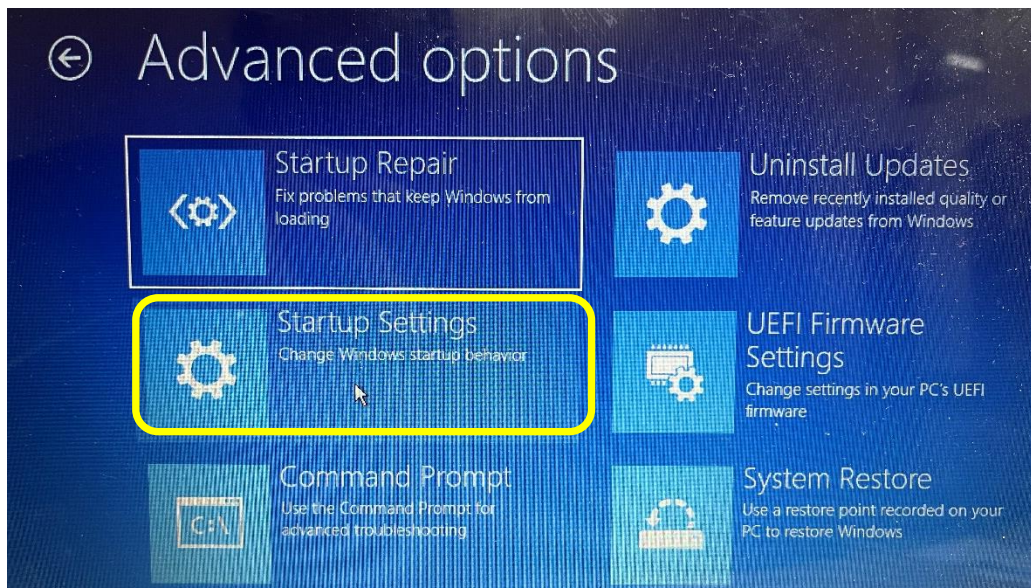 Advanced options
Startup Repair
Fix problems that keep Windows from
loading
Uninstall Updates
Remove recently installed quality or
feature updates from Windows
Startup Settings
Change Windows startup behavior
UEFI Firmware
Settings
Change settings in your PC's UEFI
firmware
Command Prompt
Use the Command Prompt for
advanced troubleshooting
C:\
System Restore
Use a restore point recorded on your
PC to restore Windows